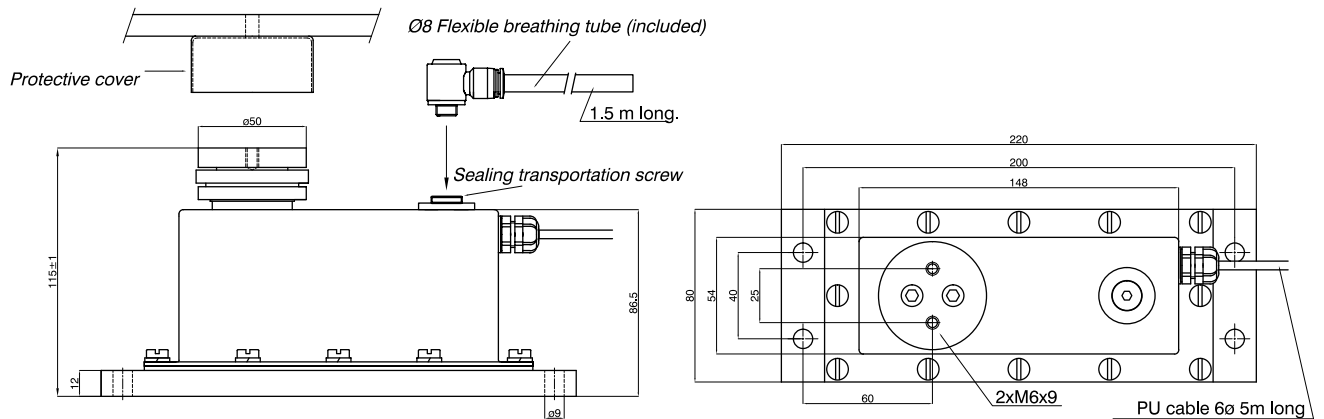 Ø8 Flexible breathing tube (included)
Protective cover
1.5 m long.
ø50
Sealing transportation screw
115±1
86.5
12
ø9
220
200
148
80
54
40
25
60
2xM6x9
PU cable 6ø 5m long